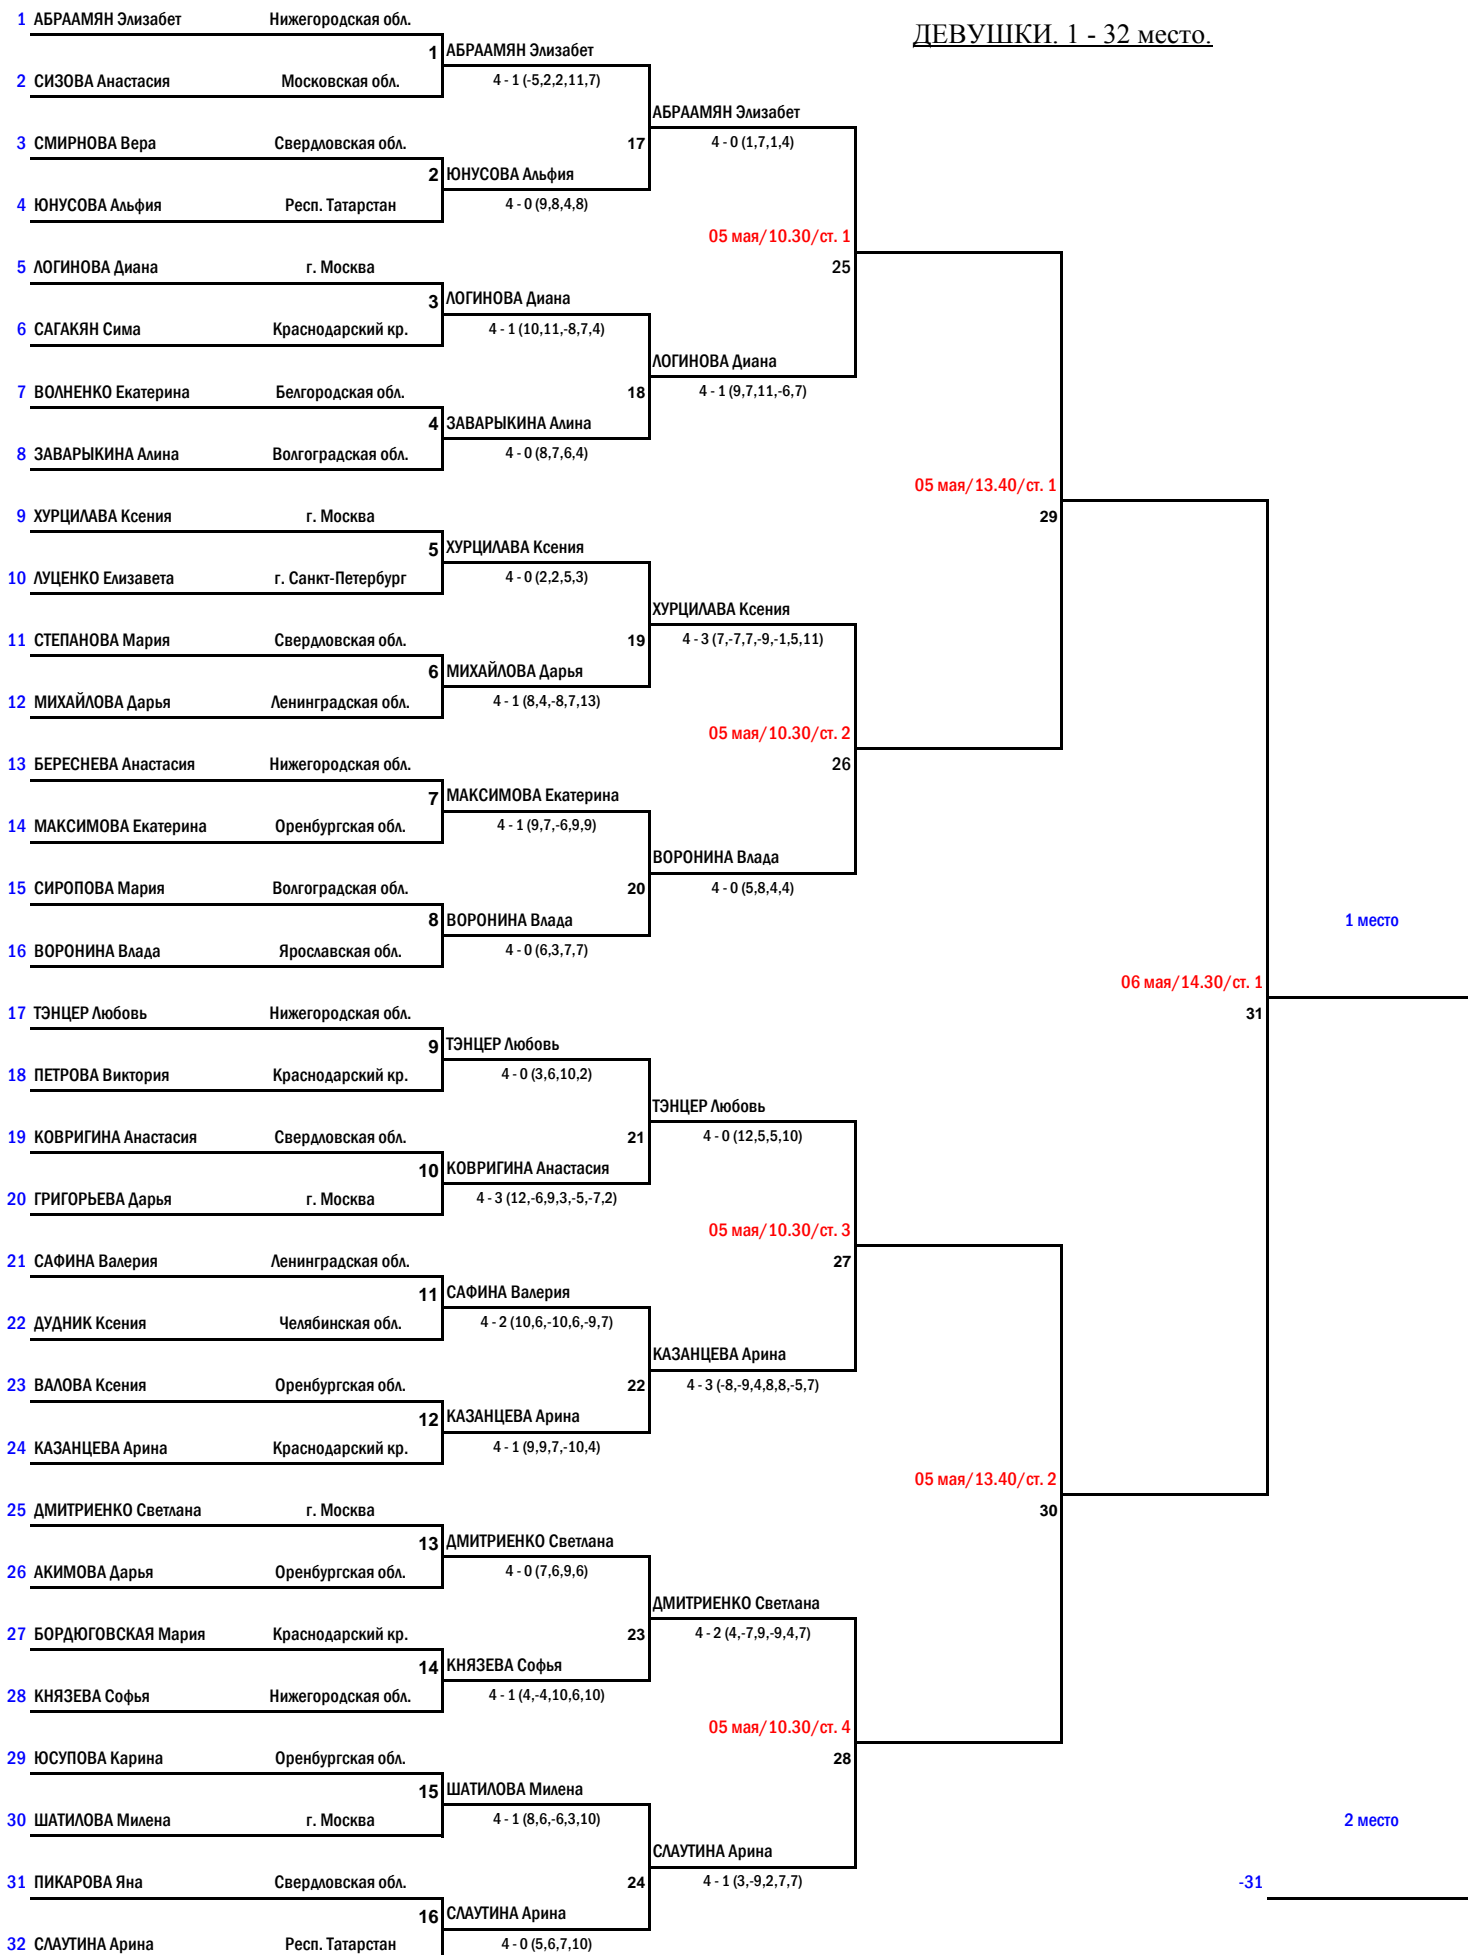 1 АБРААМЯН Элизабет Нижегородская обл.
ДЕВУШКИ. 1 - 32 место.
1 АБРААМЯН Элизабет
2 СИЗОВА Анастасия Московская обл. 4 - 1 (-5,2,2,11,7)
АБРААМЯН Элизабет
3 СМИРНОВА Вера Свердловская обл. 17 4 - 0 (1,7,1,4)
2 ЮНУСОВА Альфия
4 ЮНУСОВА Альфия Респ. Татарстан 4 - 0 (9,8,4,8)
05 мая/10.30/ст. 1
5 ЛОГИНОВА Диана г. Москва 25
3 ЛОГИНОВА Диана
6 САГАКЯН Сима Краснодарский кр. 4 - 1 (10,11,-8,7,4)
ЛОГИНОВА Диана
7 ВОЛНЕНКО Екатерина Белгородская обл. 18 4 - 1 (9,7,11,-6,7)
4 ЗАВАРЫКИНА Алина
8 ЗАВАРЫКИНА Алина Волгоградская обл. 4 - 0 (8,7,6,4)
05 мая/13.40/ст. 1
9 ХУРЦИЛАВА Ксения г. Москва 29
5 ХУРЦИЛАВА Ксения
10 ЛУЦЕНКО Елизавета г. Санкт-Петербург 4 - 0 (2,2,5,3)
ХУРЦИЛАВА Ксения
11 СТЕПАНОВА Мария Свердловская обл. 19 4 - 3 (7,-7,7,-9,-1,5,11)
6 МИХАЙЛОВА Дарья
12 МИХАЙЛОВА Дарья Ленинградская обл. 4 - 1 (8,4,-8,7,13)
05 мая/10.30/ст. 2
13 БЕРЕСНЕВА Анастасия Нижегородская обл. 26
7 МАКСИМОВА Екатерина
14 МАКСИМОВА Екатерина Оренбургская обл. 4 - 1 (9,7,-6,9,9)
ВОРОНИНА Влада
15 СИРОПОВА Мария Волгоградская обл. 20 4 - 0 (5,8,4,4)
8 ВОРОНИНА Влада 1 место
16 ВОРОНИНА Влада Ярославская обл. 4 - 0 (6,3,7,7)
06 мая/14.30/ст. 1
17 ТЭНЦЕР Любовь Нижегородская обл. 31
9 ТЭНЦЕР Любовь
18 ПЕТРОВА Виктория Краснодарский кр. 4 - 0 (3,6,10,2)
ТЭНЦЕР Любовь
19 КОВРИГИНА Анастасия Свердловская обл. 21 4 - 0 (12,5,5,10)
10 КОВРИГИНА Анастасия
20 ГРИГОРЬЕВА Дарья г. Москва 4 - 3 (12,-6,9,3,-5,-7,2)
05 мая/10.30/ст. 3
21 САФИНА Валерия Ленинградская обл. 27
11 САФИНА Валерия
22 ДУДНИК Ксения Челябинская обл. 4 - 2 (10,6,-10,6,-9,7)
КАЗАНЦЕВА Арина
23 ВАЛОВА Ксения Оренбургская обл. 22 4 - 3 (-8,-9,4,8,8,-5,7)
12 КАЗАНЦЕВА Арина
24 КАЗАНЦЕВА Арина Краснодарский кр. 4 - 1 (9,9,7,-10,4)
05 мая/13.40/ст. 2
25 ДМИТРИЕНКО Светлана г. Москва 30
13 ДМИТРИЕНКО Светлана
26 АКИМОВА Дарья Оренбургская обл. 4 - 0 (7,6,9,6)
ДМИТРИЕНКО Светлана
27 БОРДЮГОВСКАЯ Мария Краснодарский кр. 23 4 - 2 (4,-7,9,-9,4,7)
14 КНЯЗЕВА Софья
28 КНЯЗЕВА Софья Нижегородская обл. 4 - 1 (4,-4,10,6,10)
05 мая/10.30/ст. 4
29 ЮСУПОВА Карина Оренбургская обл. 28
15 ШАТИЛОВА Милена
30 ШАТИЛОВА Милена г. Москва 4 - 1 (8,6,-6,3,10) 2 место
СЛАУТИНА Арина
31 ПИКАРОВА Яна Свердловская обл. 24 4 - 1 (3,-9,2,7,7) -31
16 СЛАУТИНА Арина
32 СЛАУТИНА Арина Респ. Татарстан 4 - 0 (5,6,7,10)